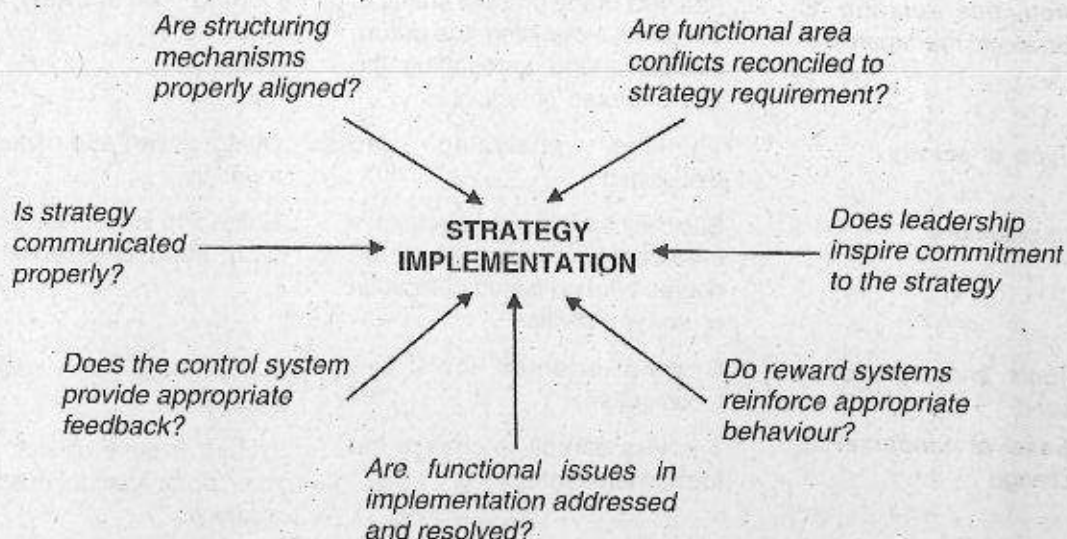 Are structuring
mechanisms
properly aligned?
Are functional area
conflicts reconciled to
strategy requirement?
Is strategy
communicated
properly?
STRATEGY
IMPLEMENTATION
Does leadership
inspire commitment
to the strategy
Does the control system
provide appropriate
feedback?
Do reward systems
reinforce appropriate
behaviour?
Are functional issues in
implementation addressed
and resolved?